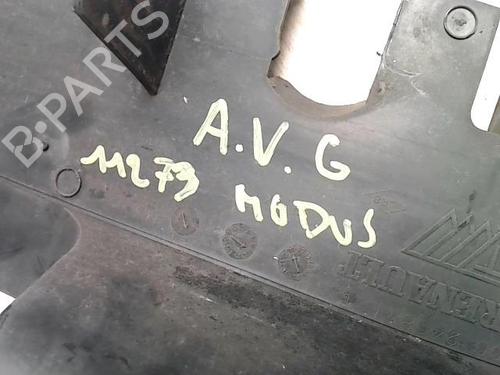 B-PARTS
A.V.G
11273 MODUS
RENAULT